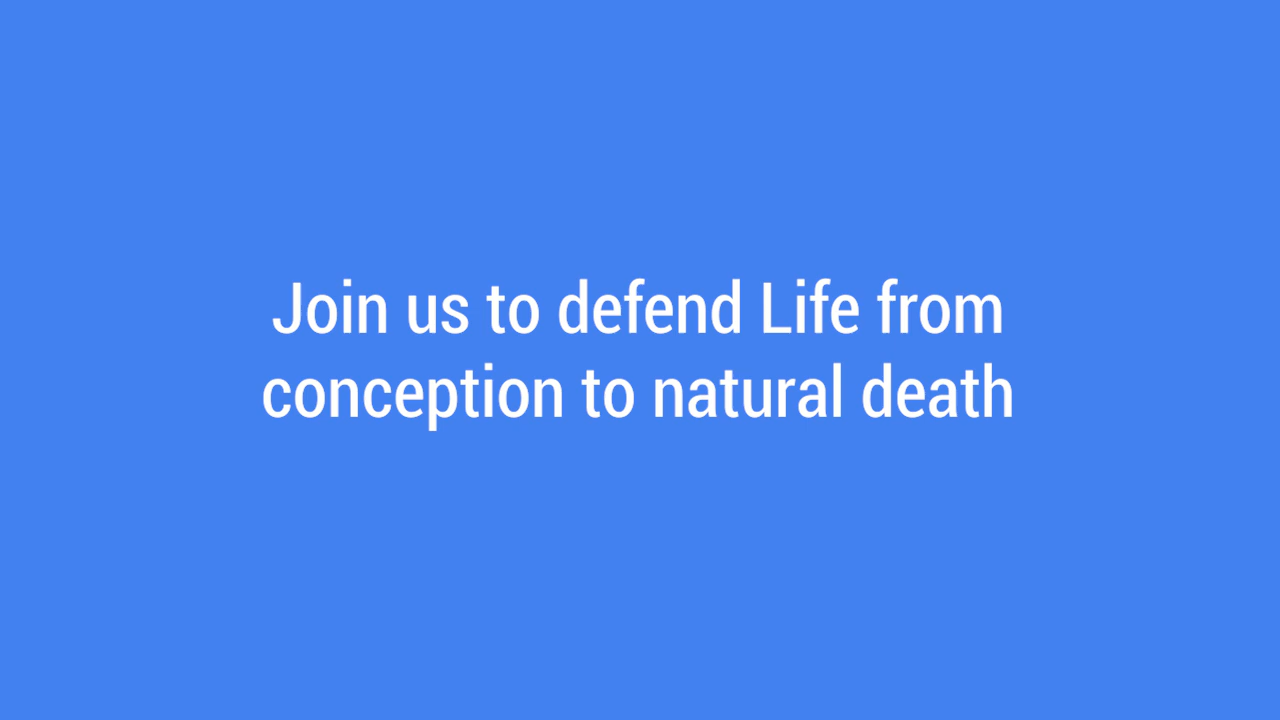 Join us to defend Life from
conception to natural death